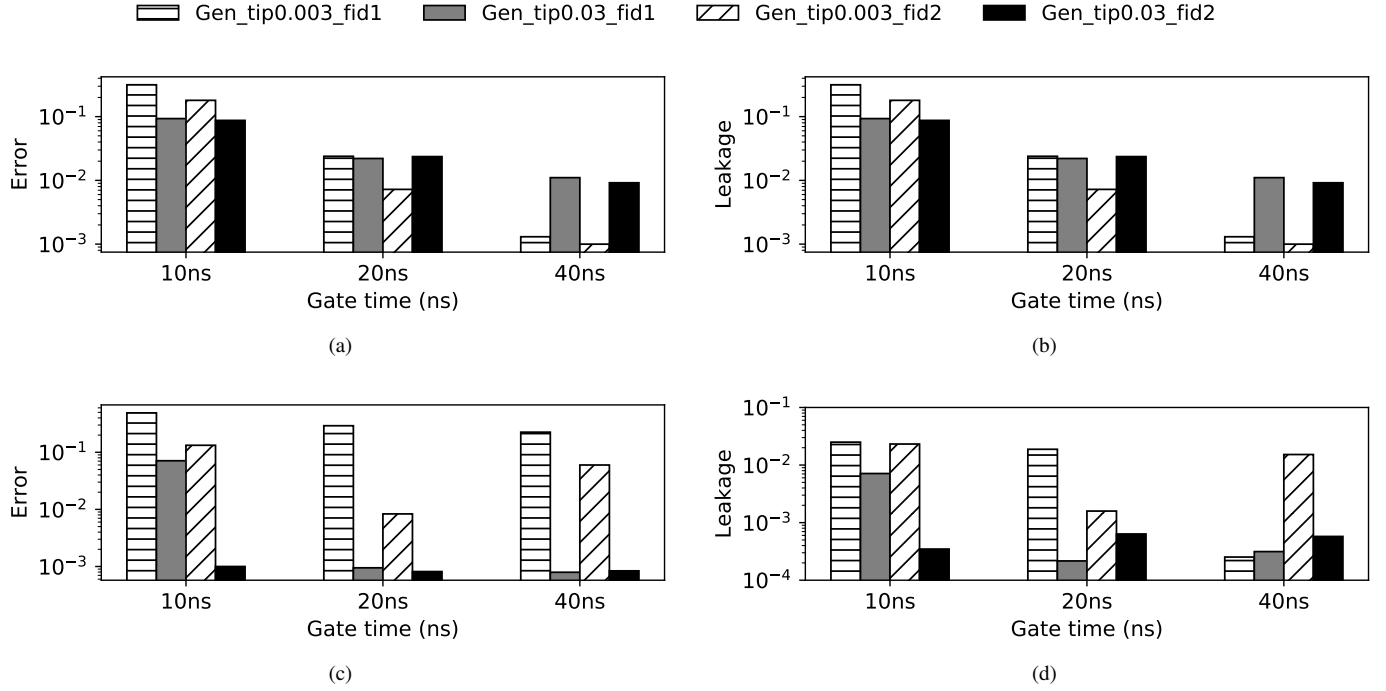 Gen_tip0.003_fid1 Gen_tip0.03_fid1 Gen_tip0.003_fid2 Gen_tip0.03_fid2
Error
10⁻¹
10⁻²
10⁻³
10ns 20ns 40ns
Gate time (ns)
(a)
Leakage
10⁻¹
10⁻²
10⁻³
10ns 20ns 40ns
Gate time (ns)
(b)
Error
10⁻¹
10⁻²
10⁻³
10ns 20ns 40ns
Gate time (ns)
(c)
Leakage
10⁻¹
10⁻²
10⁻³
10⁻⁴
10ns 20ns 40ns
Gate time (ns)
(d)